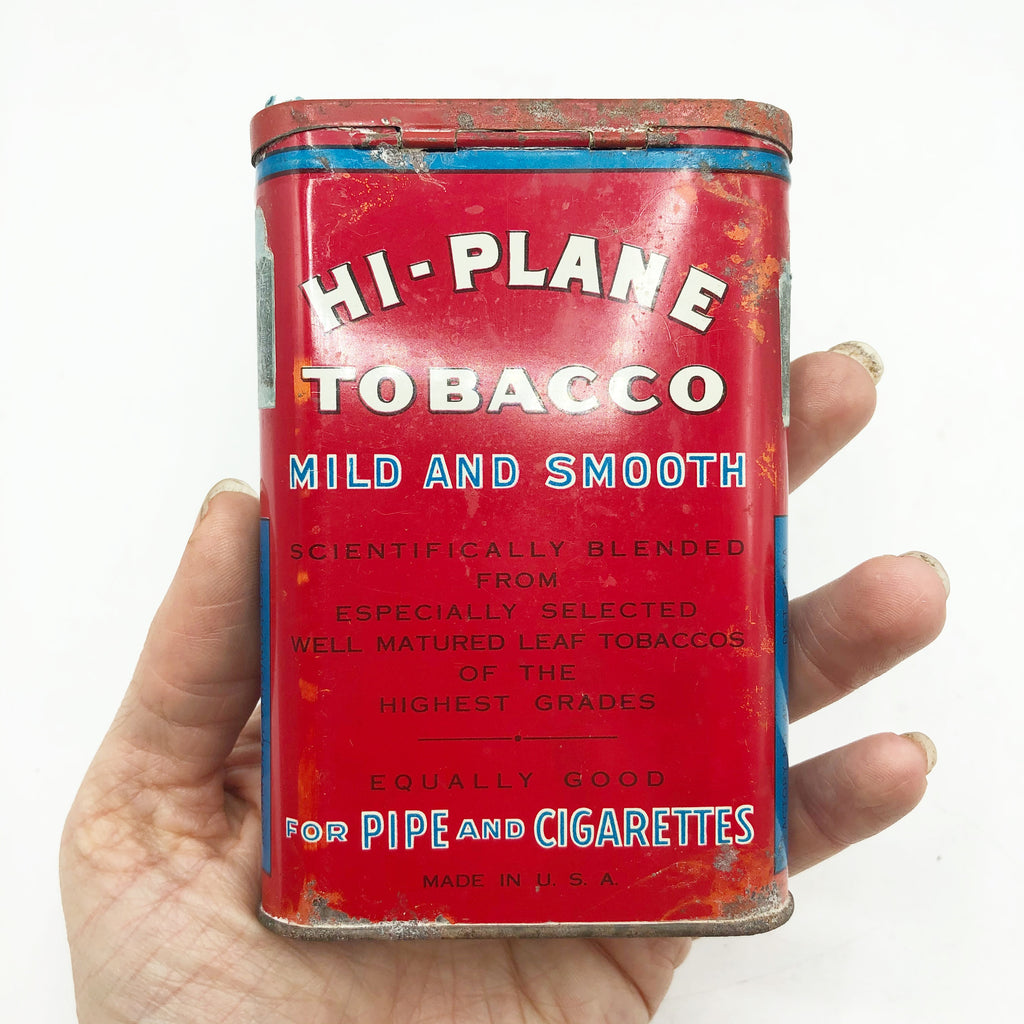 HI-PLANE
TOBACCO
MILD AND SMOOTH
SCIENTIFICALLY BLENDED
FROM
ESPECIALLY SELECTED
WELL MATURED LEAF TOBACCOS
OF THE
HIGHEST GRADES
EQUALLY GOOD
FOR PIPE AND CIGARETTES
MADE IN U. S. A.